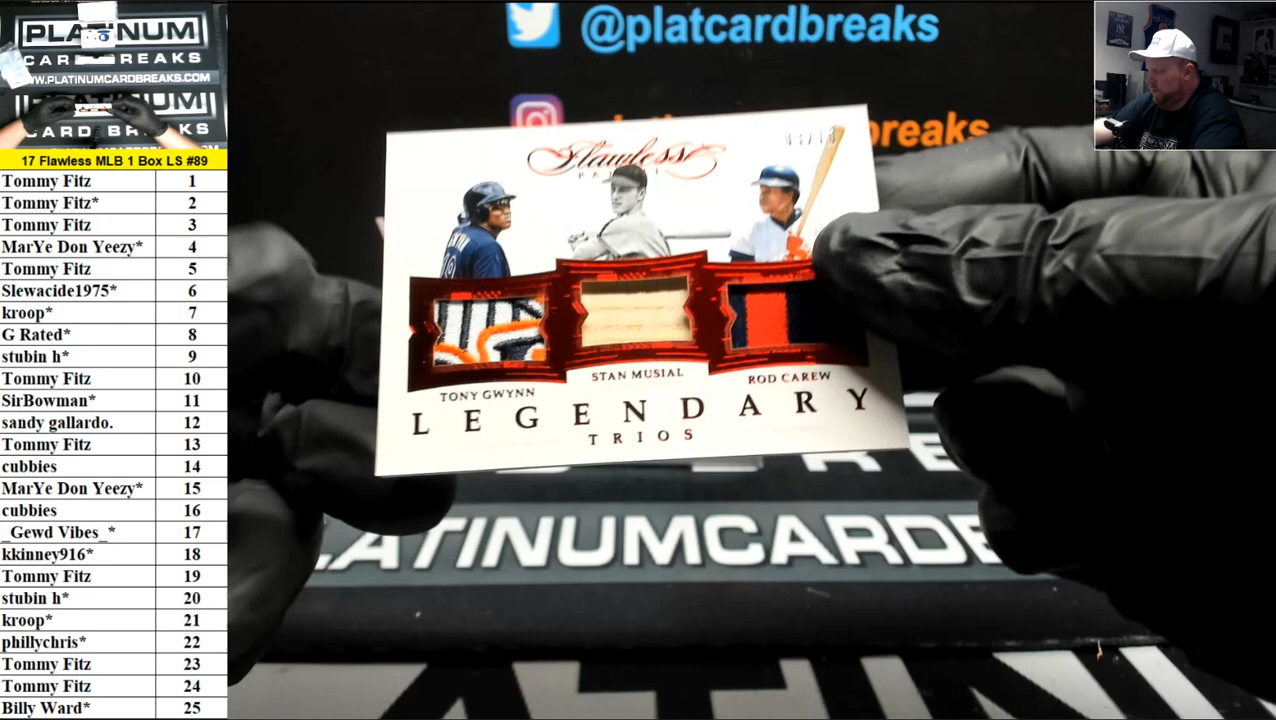 PLATINUM
CARD BREAKS
WWW.PLATINUMCARDBREAKS.COM
PLATINUM
CARD BREAKS
17 Flawless MLB 1 Box LS #89
Tommy Fitz 1
Tommy Fitz* 2
Tommy Fitz 3
MarYe Don Yeezy* 4
Tommy Fitz 5
Slewacide1975* 6
kroop* 7
G Rated* 8
stubin h* 9
Tommy Fitz 10
SirBowman* 11
sandy gallardo. 12
Tommy Fitz 13
cubbies 14
MarYe Don Yeezy* 15
cubbies 16
_Gewd Vibes_* 17
kkinney916* 18
Tommy Fitz 19
stubin h* 20
kroop* 21
phillychris* 22
Tommy Fitz 23
Tommy Fitz 24
Billy Ward* 25
@platcardbreaks
breaks
Flawless
TONY GWYNN
STAN MUSIAL
ROD CAREW
LEGENDARY
TRIOS
LATINUMCARDE